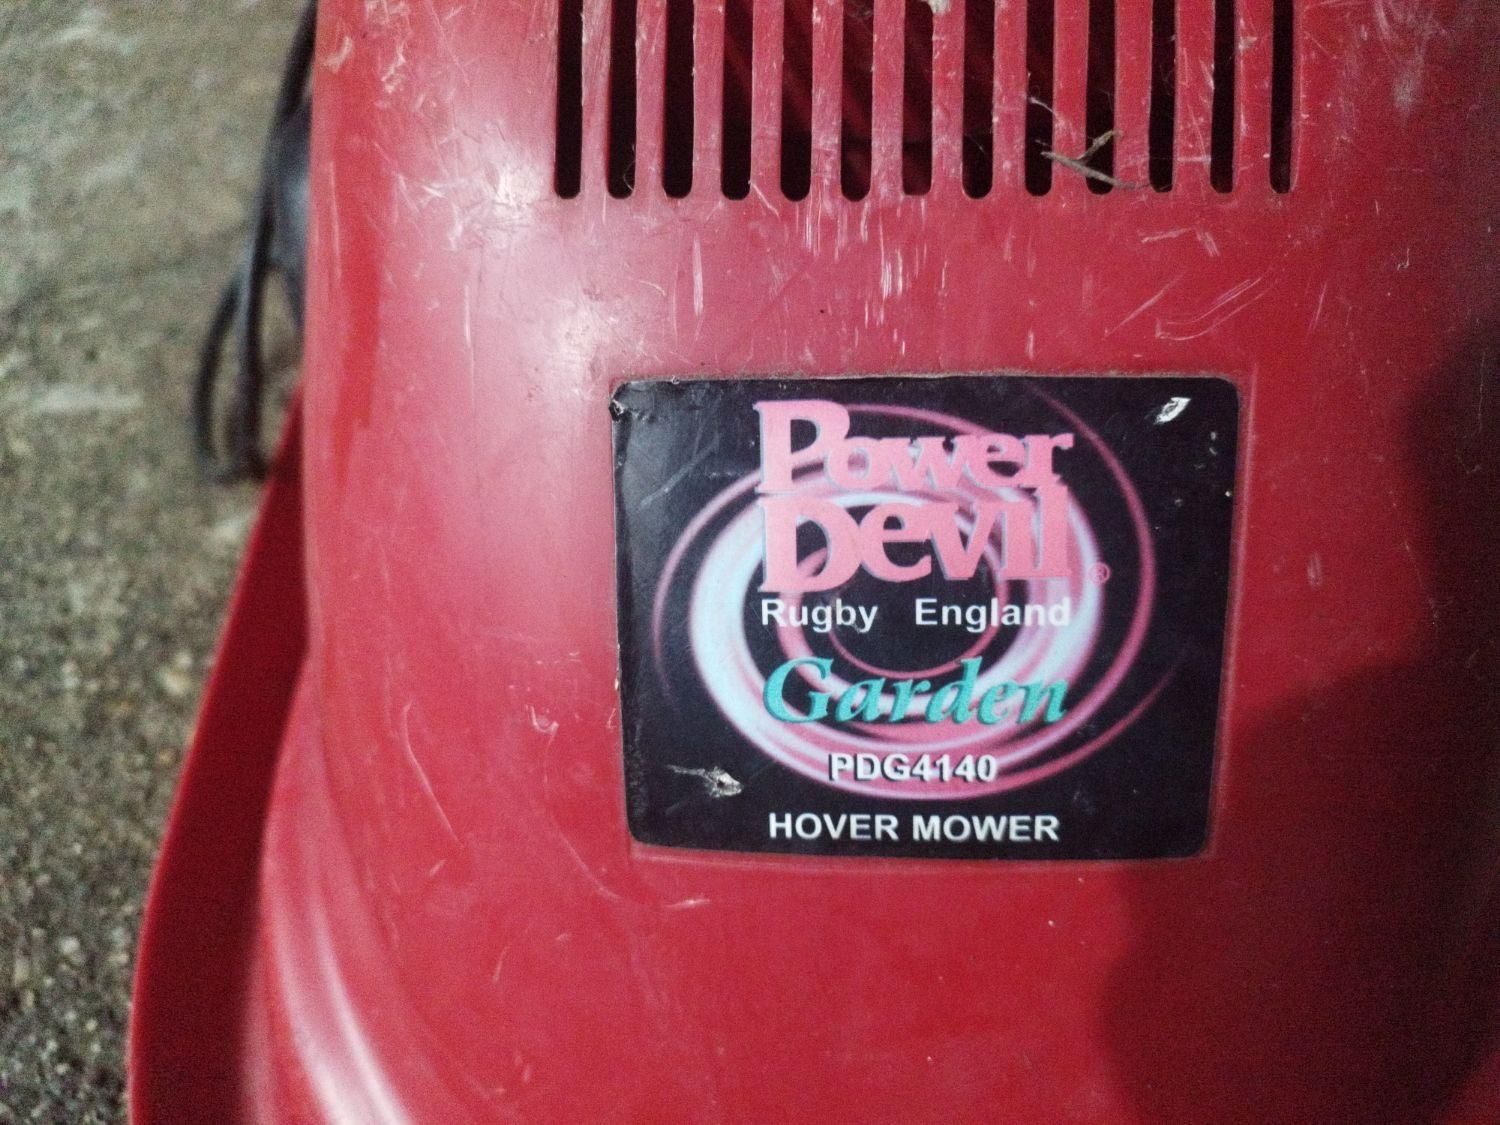 Power
Devil®
Rugby England
Garden
PDG4140
HOVER MOWER